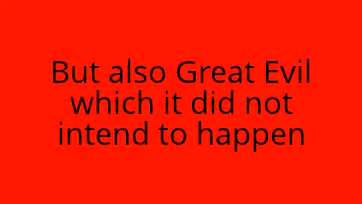 But also Great Evil
which it did not
intend to happen